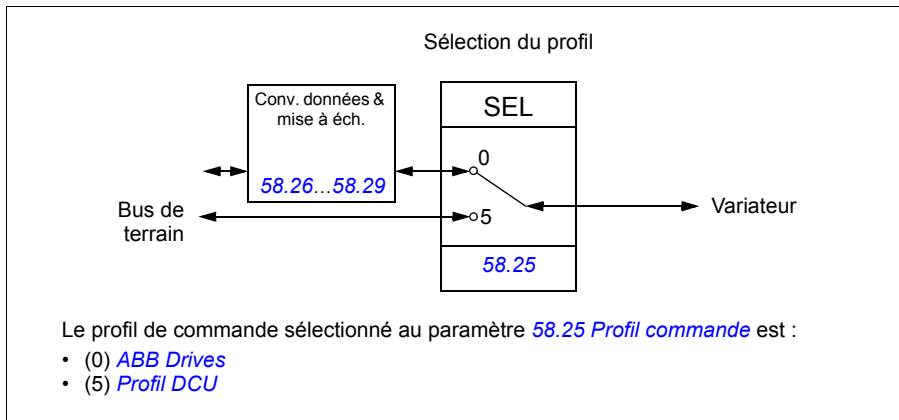 Sélection du profil
Conv. données &
mise à éch.
58.26...58.29
SEL
0
5
58.25
Bus de
terrain
Variateur
Le profil de commande sélectionné au paramètre 58.25 Profil commande est :
• (0) ABB Drives
• (5) Profil DCU